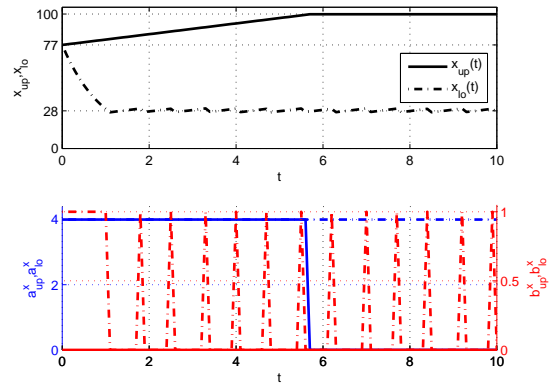 100
77
28
0
x_up,x_lo
x_up(t)
x_lo(t)
0 2 4 6 8 10
t
4
2
0
a^x_up,a^x_lo
1
0.5
0
b^x_up,b^x_lo
0 2 4 6 8 10
t